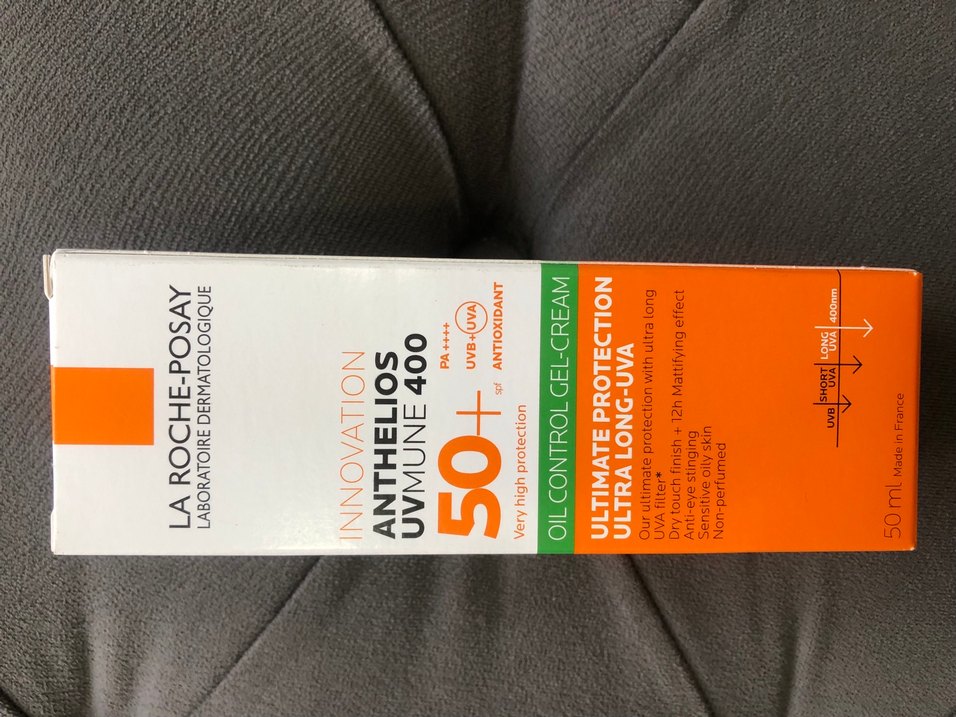 LA ROCHE-POSAY
LABORATOIRE DERMATOLOGIQUE
INNOVATION
ANTHELIOS
UVMUNE 400
50+
spf
PA ++++
UVB+UVA
ANTIOXIDANT
Very high protection
OIL CONTROL GEL-CREAM
ULTIMATE PROTECTION
ULTRA LONG-UVA
Our ultimate protection with ultra long
UVA filter*
Dry touch finish + 12h Mattifying effect
Anti-eye stinging
Sensitive oily skin
Non-perfumed
UVB
SHORT
UVA
LONG
UVA
400nm
50 ml Made in France